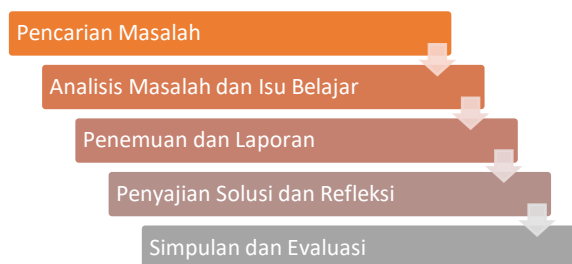 Pencarian Masalah
Analisis Masalah dan Isu Belajar
Penemuan dan Laporan
Penyajian Solusi dan Refleksi
Simpulan dan Evaluasi